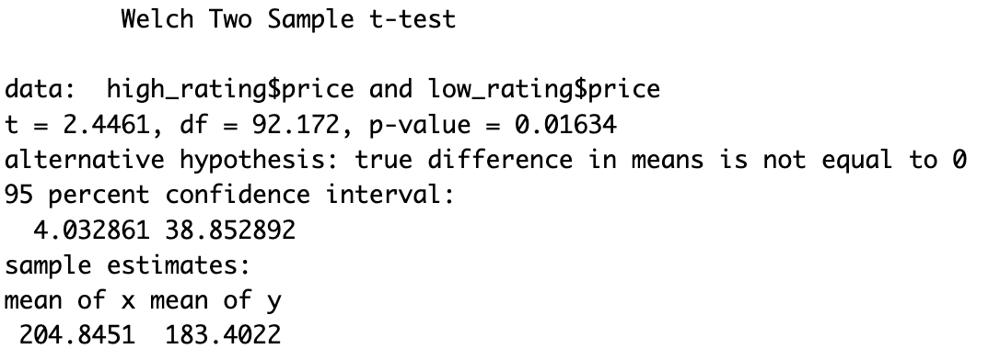 Welch Two Sample t-test
data:  high_rating$price and low_rating$price
t = 2.4461, df = 92.172, p-value = 0.01634
alternative hypothesis: true difference in means is not equal to 0
95 percent confidence interval:
4.032861 38.852892
sample estimates:
mean of x mean of y
204.8451  183.4022